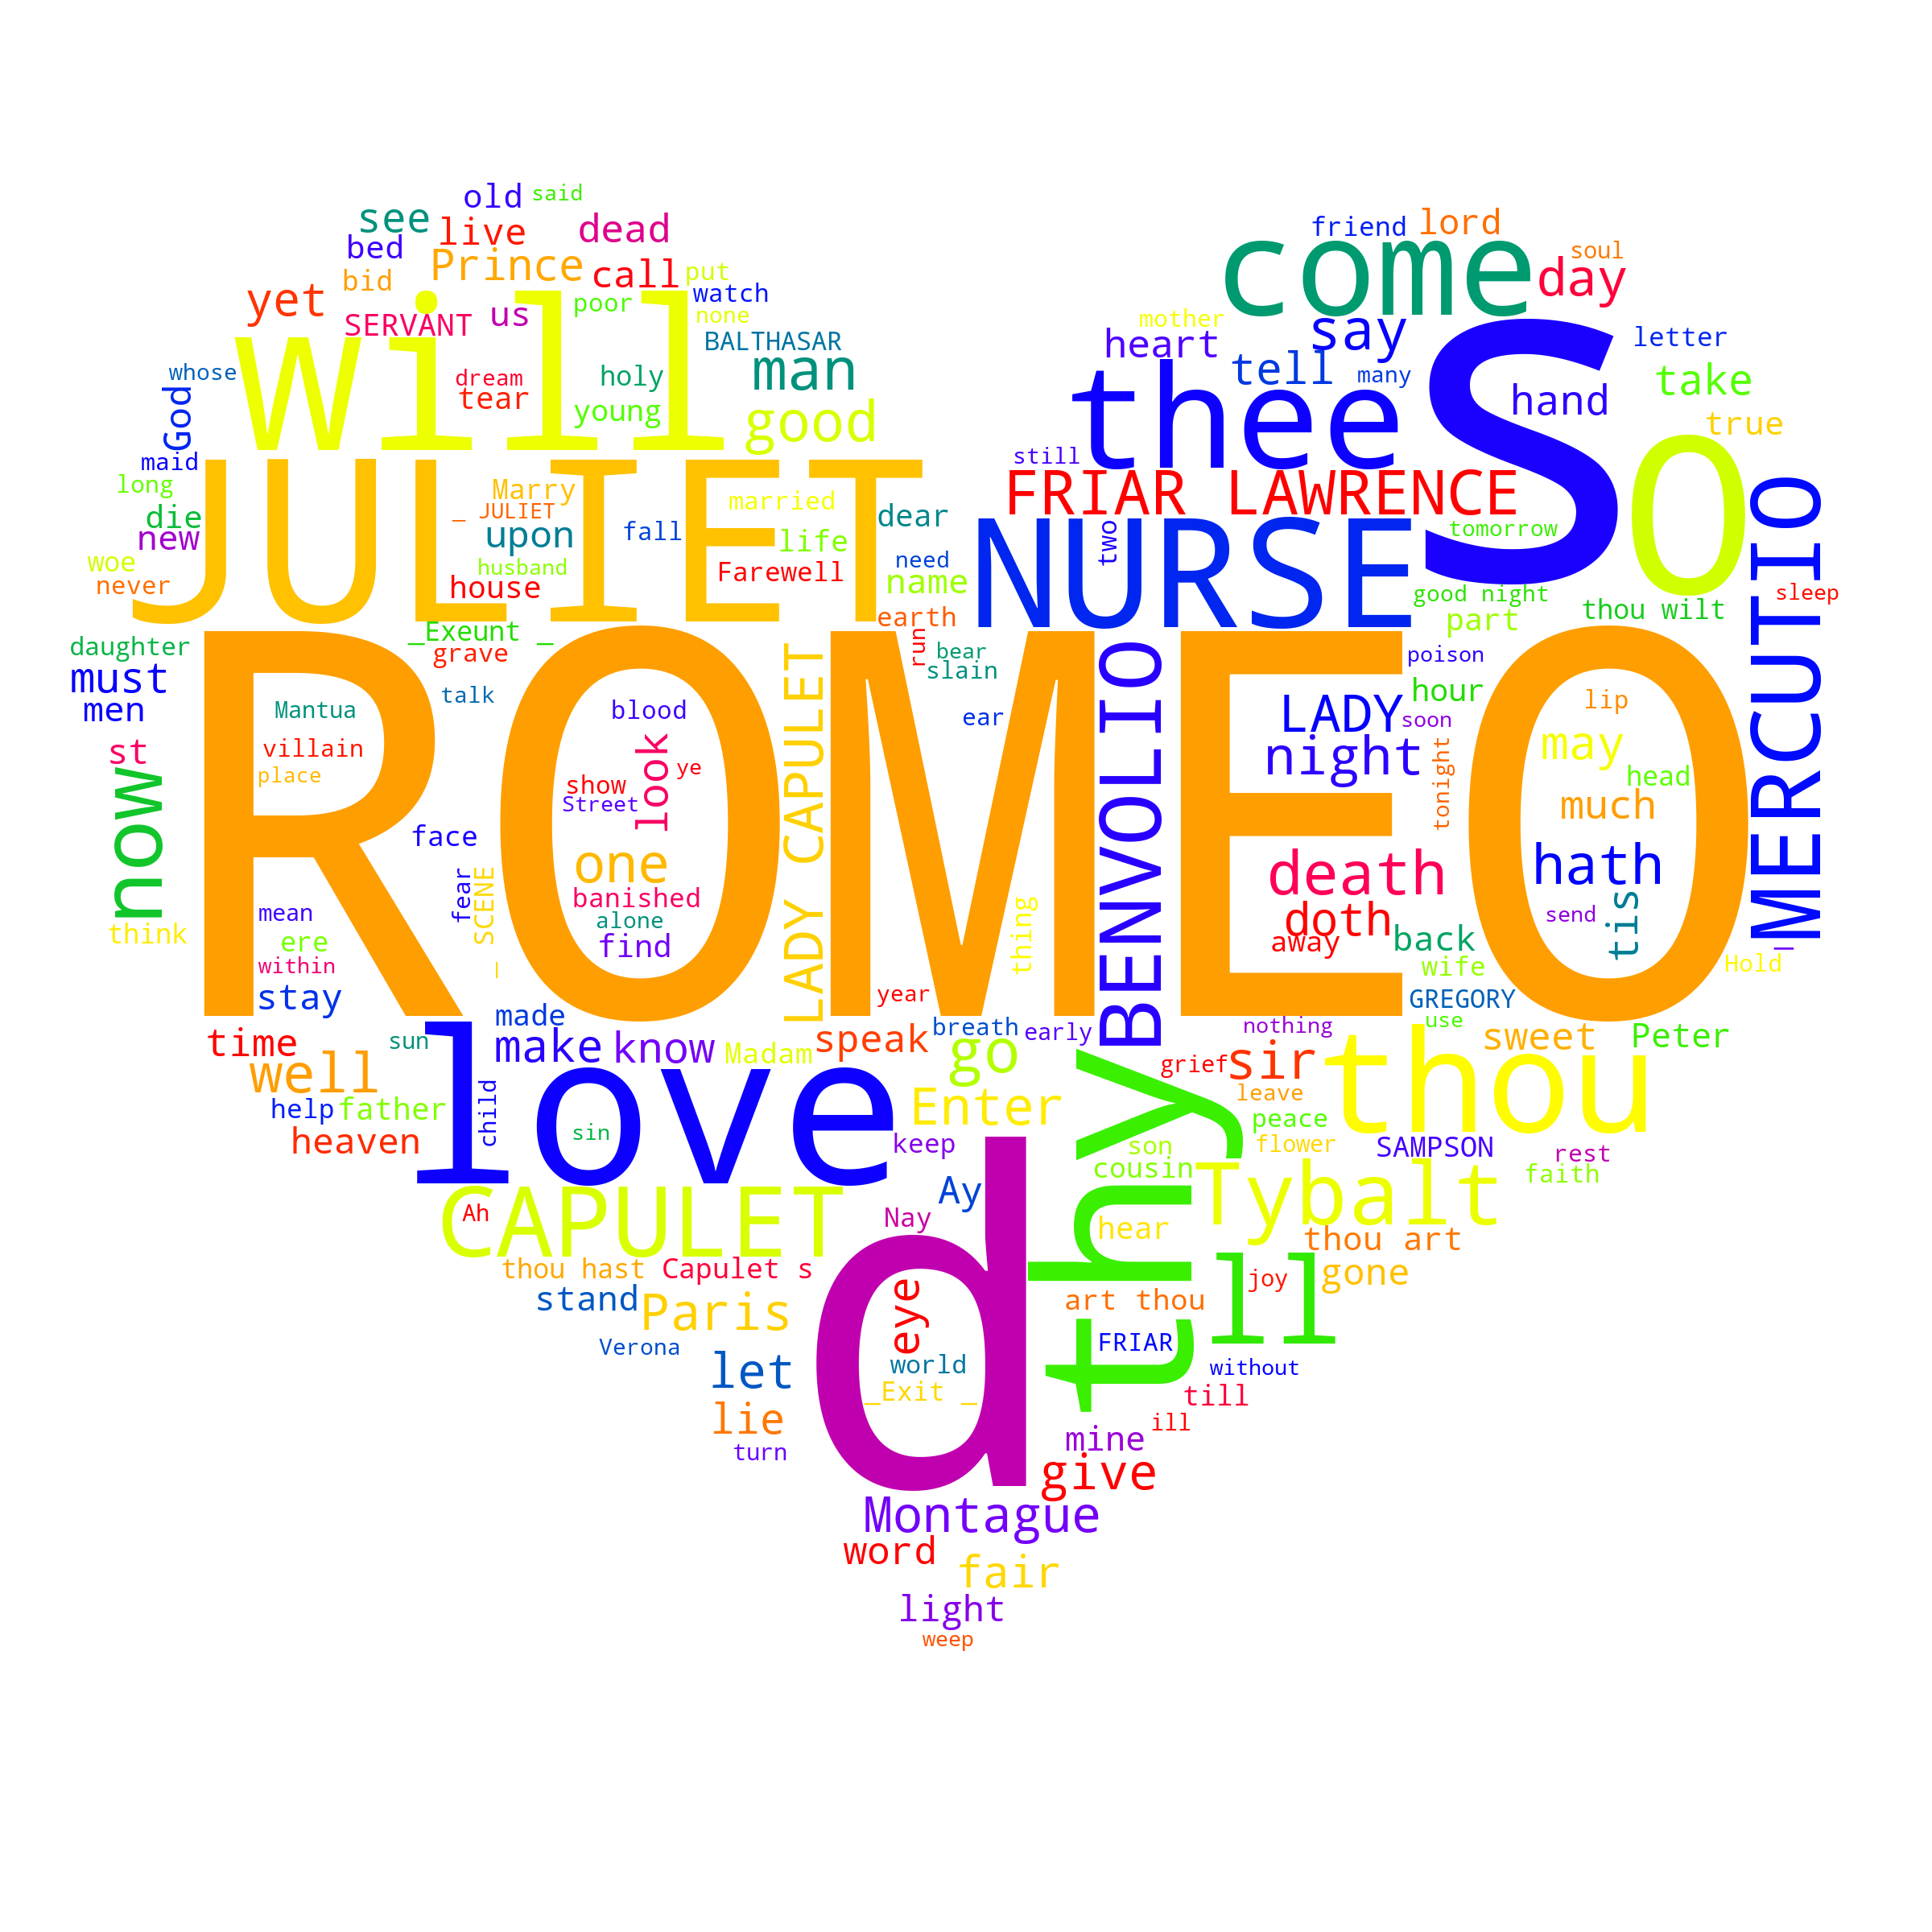 old said
see live dead
bed Prince call put
bid poor watch
yet SERVANT us none
will BALTHASAR
whose dream holy man
God tear young good
friend lord
come soul
day
mother say
heart letter
tell many
thee S hand take
o true
still
FRIAR LAWRENCE
maid JULIET
long Marry married
die _ JULIET dear
new upon fall life
woe husband need
never house Farewell name
earth
NURSE two tomorrow
good night
part thou wilt
sleep
MERCUTIO _
daughter _Exeunt _ run bear
must grave slain
men talk
st
now
think
ROMEO
Mantua
villain
place
blood
look
show ye
Street
face one
fear banished
_ SCENE alone
find
LADY CAPULET
ear
thing
BENVOLIO
poison
LADY hour
soon
night tonight
death
doth
away back
wife
GREGORY
lip
may
head
much
hath
send tis
Hold
mean
ere
within
stay
year
time sun made
love make know Madam speak breath early
well go
help father child
heaven sin
Enter
keep
nothing use sweet Peter
grief sir thou
leave
peace
flower SAMPSON rest
faith
thy son
cousin
hear
Tybalt
thou art
gone
ll joy
art thou
FRIAR
without
till
ill
CAPULET Ah Ay
Nay
thou hast Capulet s
stand Paris
Verona
let
lie
turn
d eye
world
_Exit _
mine
give
Montague
word
fair
light
weep